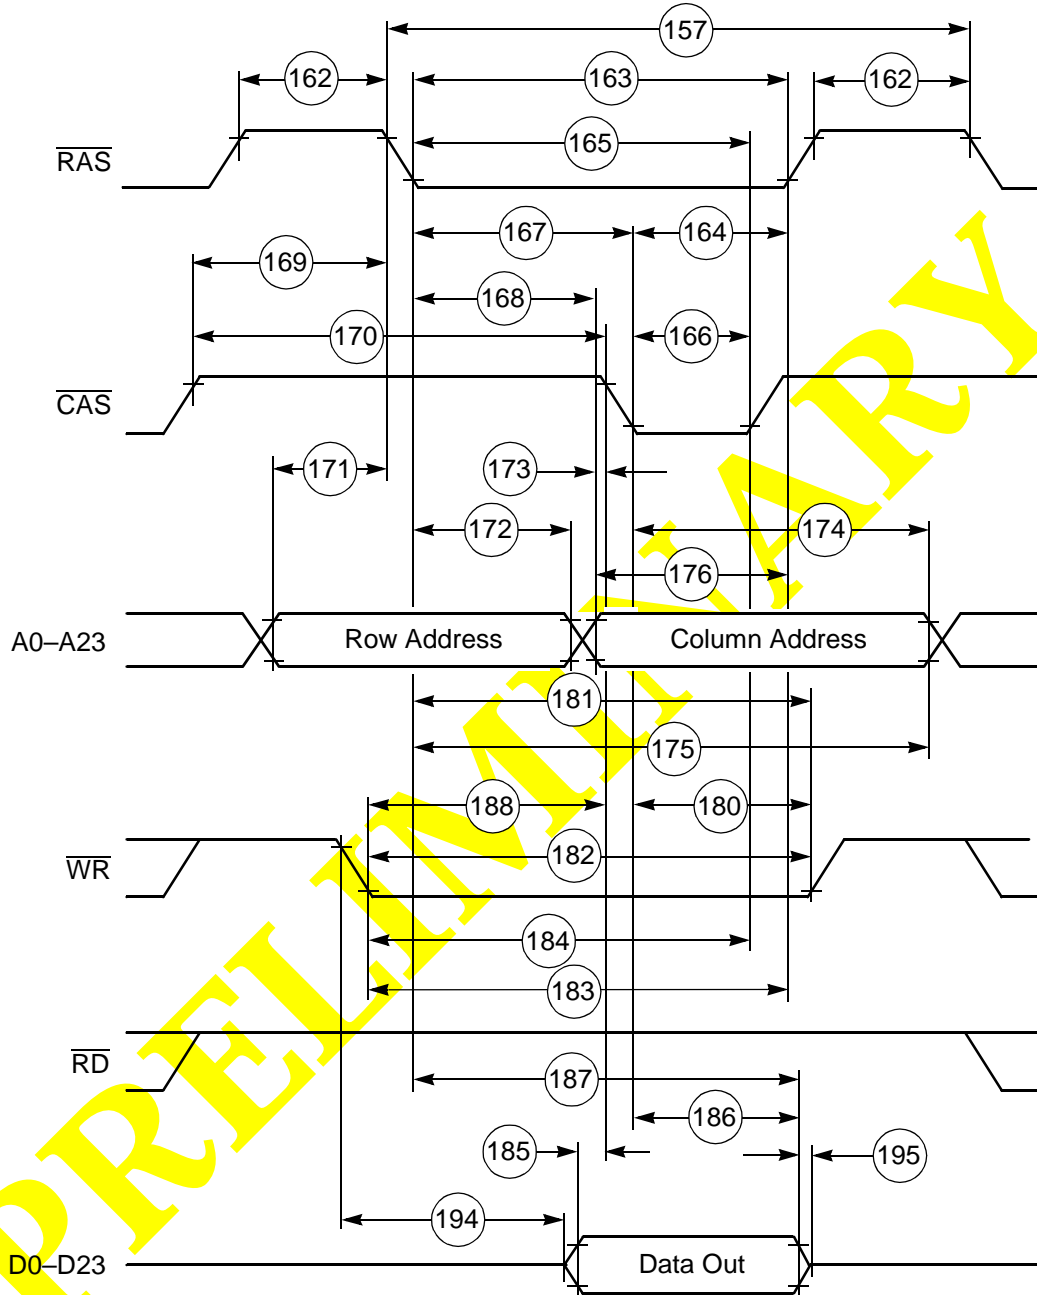 157
162
163
162
165
RAS
167
164
169
168
170
166
CAS
171
173
172
174
176
A0–A23
Row Address
Column Address
181
175
188
180
WR
182
184
183
RD
187
186
185
195
194
D0–D23
Data Out
PRELIMINARY